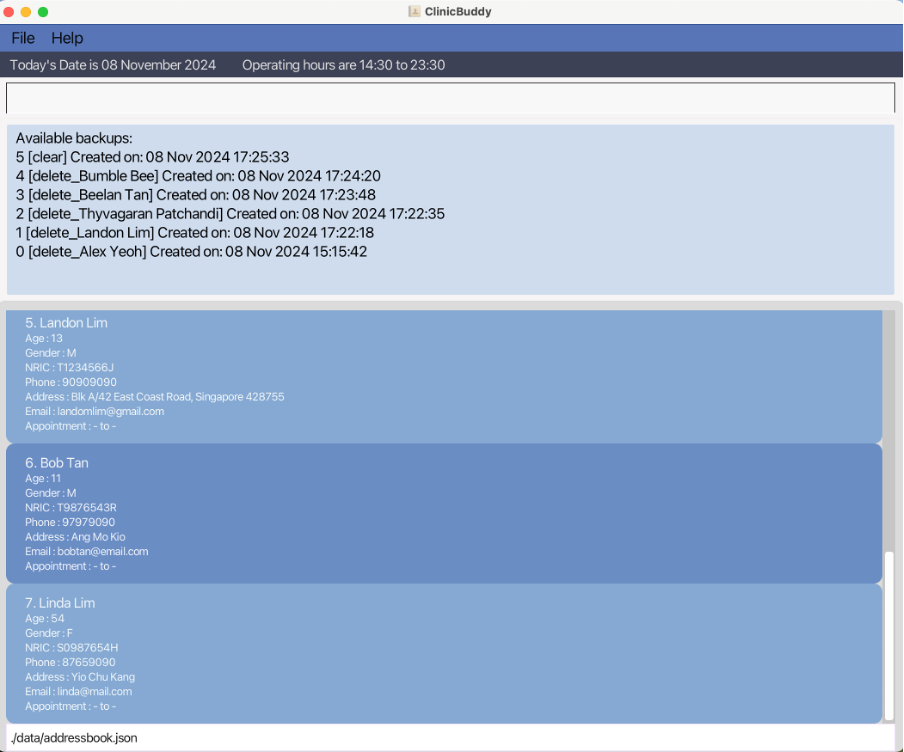 ClinicBuddy
File Help
Today's Date is 08 November 2024 Operating hours are 14:30 to 23:30
Available backups:
5 [clear] Created on: 08 Nov 2024 17:25:33
4 [delete_Bumble Bee] Created on: 08 Nov 2024 17:24:20
3 [delete_Beelan Tan] Created on: 08 Nov 2024 17:23:48
2 [delete_Thyvagaran Patchandi] Created on: 08 Nov 2024 17:22:35
1 [delete_Landon Lim] Created on: 08 Nov 2024 17:22:18
0 [delete_Alex Yeoh] Created on: 08 Nov 2024 15:15:42
5. Landon Lim
Age : 13
Gender : M
NRIC : T1234566J
Phone : 90909090
Address : Blk A/42 East Coast Road, Singapore 428755
Email : landomlim@gmail.com
Appointment : - to -
6. Bob Tan
Age : 11
Gender : M
NRIC : T9876543R
Phone : 97979090
Address : Ang Mo Kio
Email : bobtan@email.com
Appointment : - to -
7. Linda Lim
Age : 54
Gender : F
NRIC : S0987654H
Phone : 87659090
Address : Yio Chu Kang
Email : linda@mail.com
Appointment : - to -
./data/addressbook.json